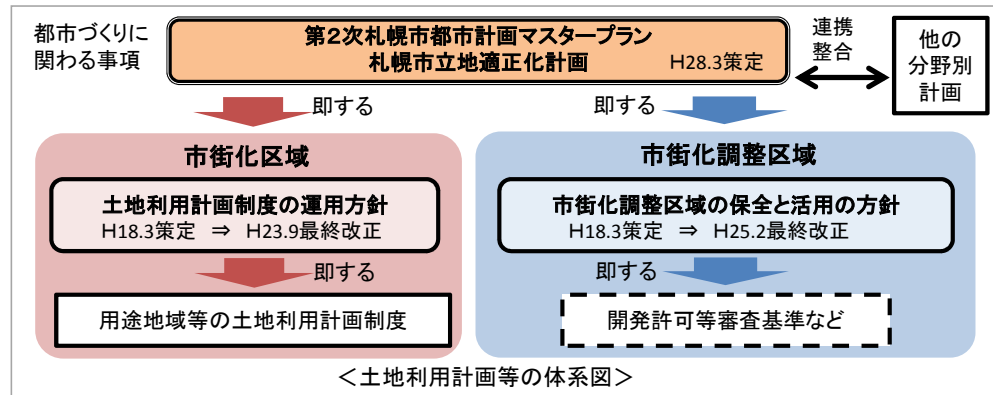 都市づくりに
関わる事項
第2次札幌市都市計画マスタープラン
札幌市立地適正化計画 H28.3策定
連携
整合
他の
分野別
計画
即する
即する
市街化区域
土地利用計画制度の運用方針
H18.3策定 ⇒ H23.9最終改正
即する
用途地域等の土地利用計画制度
市街化調整区域
市街化調整区域の保全と活用の方針
H18.3策定 ⇒ H25.2最終改正
即する
開発許可等審査基準など
<土地利用計画等の体系図>